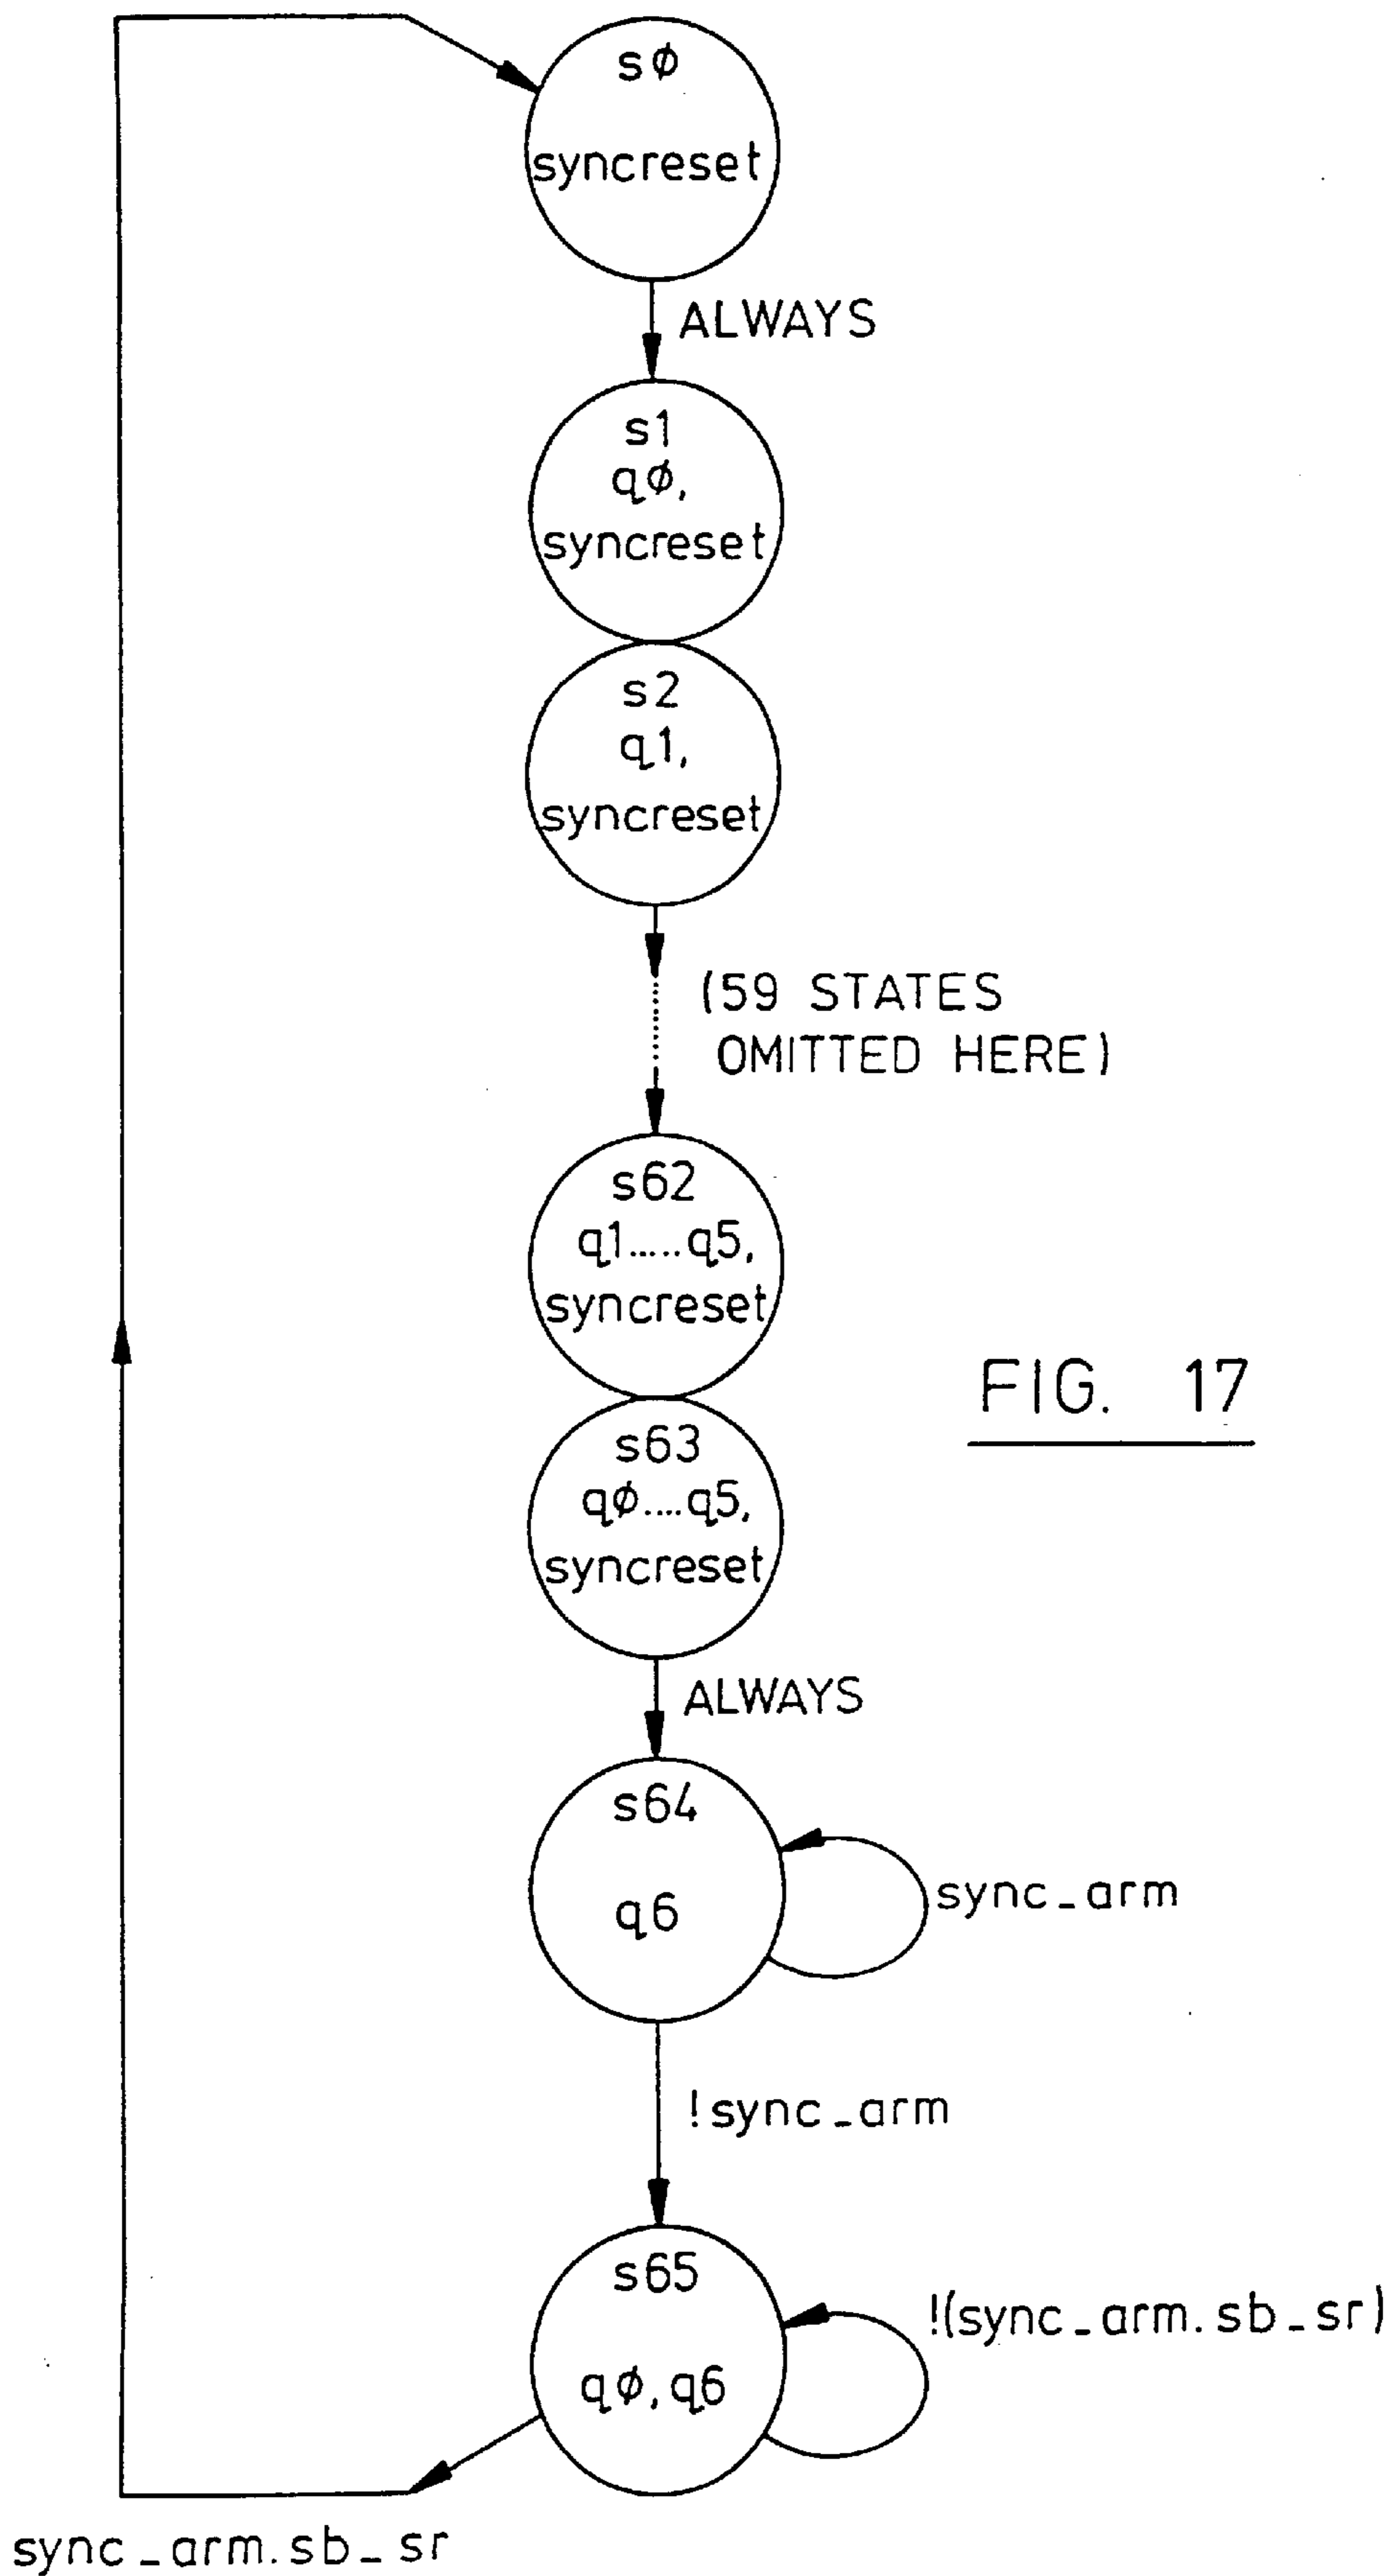 sφ
syncreset
ALWAYS
s1
qφ,
syncreset
s2
q1,
syncreset
(59 STATES
OMITTED HERE)
s62
q1.....q5,
syncreset
FIG. 17
s63
qφ....q5,
syncreset
ALWAYS
s64
q6
sync_arm
!sync_arm
s65
qφ, q6
!(sync_arm.sb_sr)
sync_arm.sb_sr